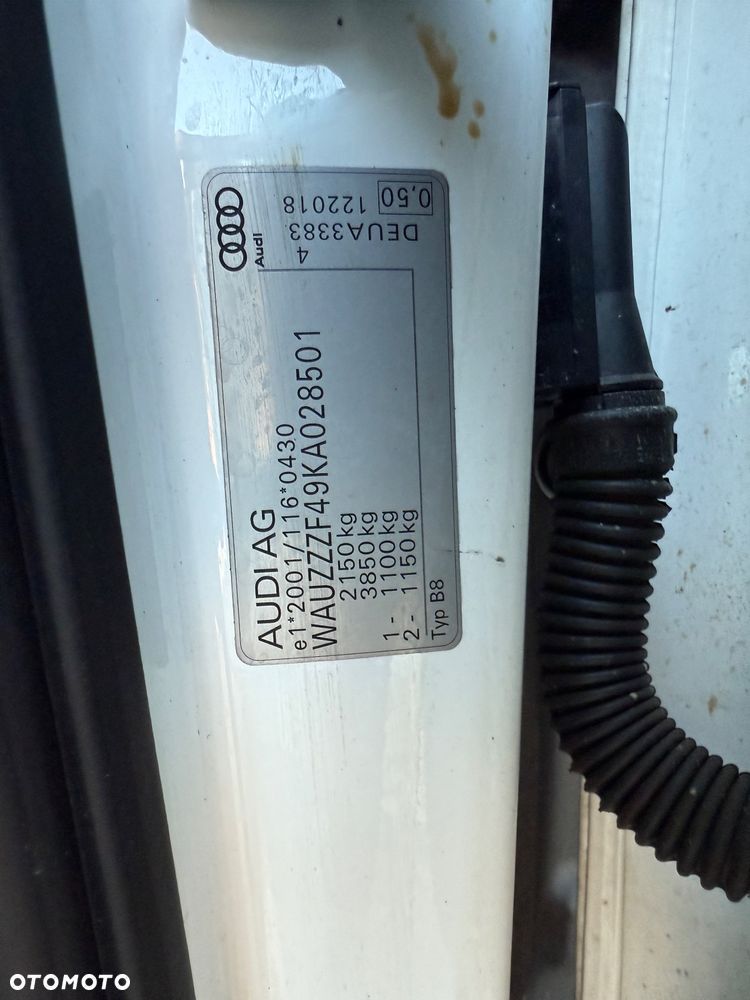 AUDI AG
e1*2001/116*0430
WAUZZZF49KA028501
2150 kg
3850 kg
1- 1100 kg
2- 1150 kg
Typ B8
Audi
DEUA3383
4
122018
0,50
OTOMOTO